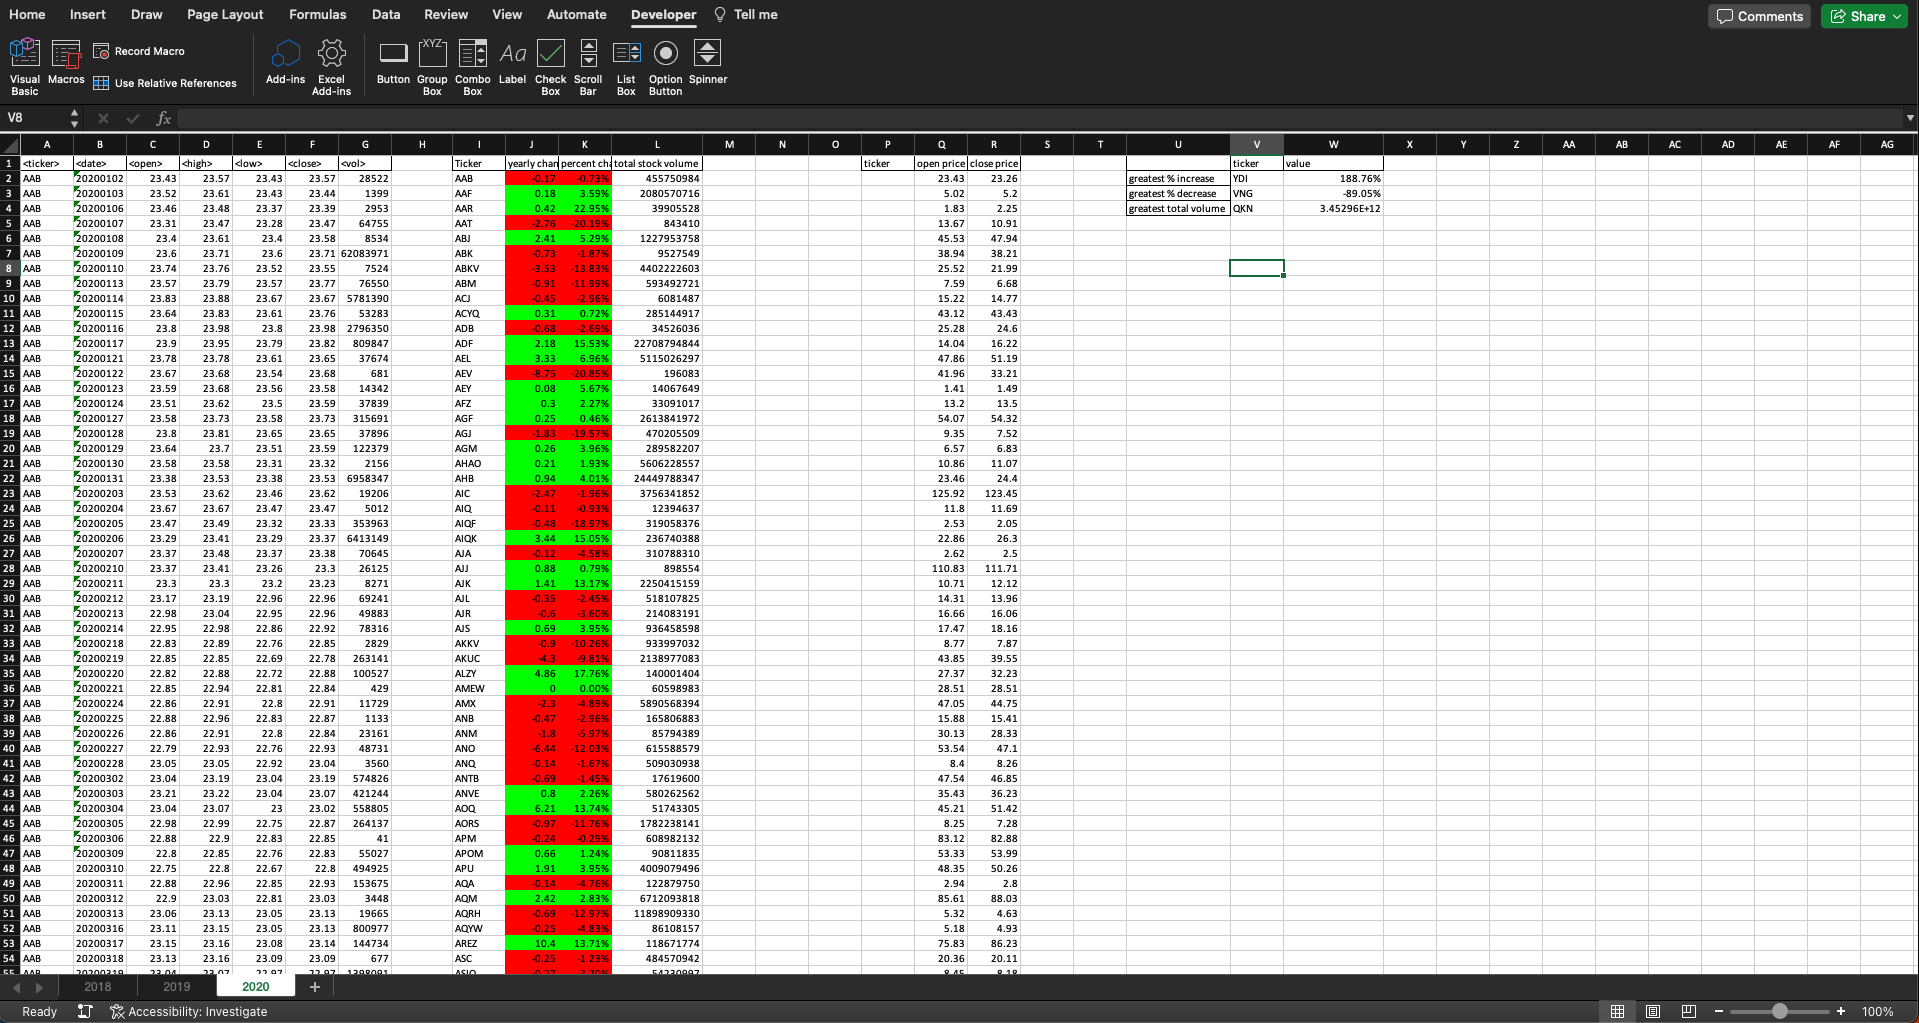 Home Insert Draw Page Layout Formulas Data Review View Automate Developer Tell me Comments Share
Visual Basic Macros Record Macro Use Relative References Add-ins Excel Add-ins Button Group Box Combo Box Label Check Box Scroll Bar List Box Option Button Spinner
V8 fx
A B C D E F G H I J K L M N O P Q R S T U V W X Y Z AA AB AC AD AE AF AG
1 <ticker> <date> <open> <high> <low> <close> <vol> Ticker yearly chan percent cha total stock volume ticker open price close price ticker value
2 AAB 20200102 23.43 23.57 23.43 23.57 28522 AAB -0.17 -0.73% 455750984 23.43 23.26 greatest % increase YDI 188.76%
3 AAB 20200103 23.52 23.61 23.43 23.44 1399 AAF 0.18 3.59% 2080570716 5.02 5.2 greatest % decrease VNG -89.05%
4 AAB 20200106 23.46 23.48 23.37 23.39 2953 AAR 0.42 22.95% 39905528 1.83 2.25 greatest total volume QKN 3.45296E+12
5 AAB 20200107 23.31 23.47 23.28 23.47 64755 AAT -2.76 -20.19% 843410 13.67 10.91
6 AAB 20200108 23.4 23.61 23.4 23.58 8534 ABJ 2.41 5.29% 1227953758 45.53 47.94
7 AAB 20200109 23.6 23.71 23.6 23.71 62083971 ABK -0.73 -1.87% 9527549 38.94 38.21
8 AAB 20200110 23.74 23.76 23.52 23.55 7524 ABKV -3.53 -13.83% 4402222603 25.52 21.99
9 AAB 20200113 23.57 23.79 23.57 23.77 76550 ABM -0.91 -11.99% 593492721 7.59 6.68
10 AAB 20200114 23.83 23.88 23.67 23.67 5781390 ACJ -0.45 -2.96% 6081487 15.22 14.77
11 AAB 20200115 23.64 23.83 23.61 23.76 53283 ACYQ 0.31 0.72% 285144917 43.12 43.43
12 AAB 20200116 23.8 23.98 23.8 23.98 2796350 ADB -0.68 -2.69% 34526036 25.28 24.6
13 AAB 20200117 23.9 23.95 23.79 23.82 809847 ADF 2.18 15.53% 22708794844 14.04 16.22
14 AAB 20200121 23.78 23.78 23.61 23.65 37674 AEL 3.33 6.96% 5115026297 47.86 51.19
15 AAB 20200122 23.67 23.68 23.54 23.68 681 AEV -8.75 -20.85% 196083 41.96 33.21
16 AAB 20200123 23.59 23.68 23.56 23.58 14342 AEY 0.08 5.67% 14067649 1.41 1.49
17 AAB 20200124 23.51 23.62 23.5 23.59 37839 AFZ 0.3 2.27% 33091017 13.2 13.5
18 AAB 20200127 23.58 23.73 23.58 23.73 315691 AGF 0.25 0.46% 2613841972 54.07 54.32
19 AAB 20200128 23.8 23.81 23.65 23.65 37896 AGJ -1.83 -19.57% 470205509 9.35 7.52
20 AAB 20200129 23.64 23.7 23.51 23.59 122379 AGM 0.26 3.96% 289582207 6.57 6.83
21 AAB 20200130 23.58 23.58 23.31 23.32 2156 AHAO 0.21 1.93% 5606228557 10.86 11.07
22 AAB 20200131 23.38 23.53 23.38 23.53 6958347 AHB 0.94 4.01% 24449788347 23.46 24.4
23 AAB 20200203 23.53 23.62 23.46 23.62 19206 AIC -2.47 -1.96% 3756341852 125.92 123.45
24 AAB 20200204 23.67 23.67 23.47 23.47 5012 AIQ -0.11 -0.93% 12394637 11.8 11.69
25 AAB 20200205 23.47 23.49 23.32 23.33 353963 AIQF -0.48 -18.97% 319058376 2.53 2.05
26 AAB 20200206 23.29 23.41 23.29 23.37 6413149 AIQK 3.44 15.05% 236740388 22.86 26.3
27 AAB 20200207 23.37 23.48 23.37 23.38 70645 AJA -0.12 -4.58% 310788310 2.62 2.5
28 AAB 20200210 23.37 23.41 23.26 23.3 26125 AJJ 0.88 0.79% 898554 110.83 111.71
29 AAB 20200211 23.3 23.3 23.2 23.23 8271 AJK 1.41 13.17% 2250415159 10.71 12.12
30 AAB 20200212 23.17 23.19 22.96 22.96 69241 AJL -0.35 -2.45% 518107825 14.31 13.96
31 AAB 20200213 22.98 23.04 22.95 22.96 49883 AJR -0.6 -3.60% 214083191 16.66 16.06
32 AAB 20200214 22.95 22.98 22.86 22.92 78316 AJS 0.69 3.95% 936458598 17.47 18.16
33 AAB 20200218 22.83 22.89 22.76 22.85 2829 AKKV -0.9 -10.26% 933997032 8.77 7.87
34 AAB 20200219 22.85 22.85 22.69 22.78 263141 AKUC -4.3 -9.81% 2138977083 43.85 39.55
35 AAB 20200220 22.82 22.88 22.72 22.88 100527 ALZY 4.86 17.76% 140001404 27.37 32.23
36 AAB 20200221 22.85 22.94 22.81 22.84 429 AMEW 0 0.00% 60598983 28.51 28.51
37 AAB 20200224 22.86 22.91 22.8 22.91 11729 AMX -2.3 -4.89% 5890568394 47.05 44.75
38 AAB 20200225 22.88 22.96 22.83 22.87 1133 ANB -0.47 -2.96% 165806883 15.88 15.41
39 AAB 20200226 22.86 22.91 22.8 22.84 23161 ANM -1.8 -5.97% 85794389 30.13 28.33
40 AAB 20200227 22.79 22.93 22.76 22.93 48731 ANO -6.44 -12.03% 615588579 53.54 47.1
41 AAB 20200228 23.05 23.05 22.92 23.04 3560 ANQ -0.14 -1.67% 509030938 8.4 8.26
42 AAB 20200302 23.04 23.19 23.04 23.19 574826 ANTB -0.69 -1.45% 17619600 47.54 46.85
43 AAB 20200303 23.21 23.22 23.04 23.07 421244 ANVE 0.8 2.26% 580262562 35.43 36.23
44 AAB 20200304 23.04 23.07 23 23.02 558805 AOQ 6.21 13.74% 51743305 45.21 51.42
45 AAB 20200305 22.98 22.99 22.75 22.87 264137 AORS -0.97 -11.76% 1782238141 8.25 7.28
46 AAB 20200306 22.88 22.9 22.83 22.85 41 APM -0.24 -0.29% 608982132 83.12 82.88
47 AAB 20200309 22.8 22.85 22.76 22.83 55027 APOM 0.66 1.24% 90811835 53.33 53.99
48 AAB 20200310 22.75 22.8 22.67 22.8 494925 APU 1.91 3.95% 4009079496 48.35 50.26
49 AAB 20200311 22.88 22.96 22.85 22.93 153675 AQA -0.14 -4.76% 122879750 2.94 2.8
50 AAB 20200312 22.9 23.03 22.81 23.03 3448 AQM 2.42 2.83% 6712093818 85.61 88.03
51 AAB 20200313 23.06 23.13 23.05 23.13 19665 AQRH -0.69 -12.97% 11898909330 5.32 4.63
52 AAB 20200316 23.11 23.15 23.05 23.13 800977 AQYW -0.25 -4.83% 86108157 5.18 4.93
53 AAB 20200317 23.15 23.16 23.08 23.14 144734 AREZ 10.4 13.71% 118671774 75.83 86.23
54 AAB 20200318 23.13 23.16 23.09 23.09 677 ASC -0.25 -1.23% 484570942 20.36 20.11
2018 2019 2020 +
Ready Accessibility: Investigate 100%